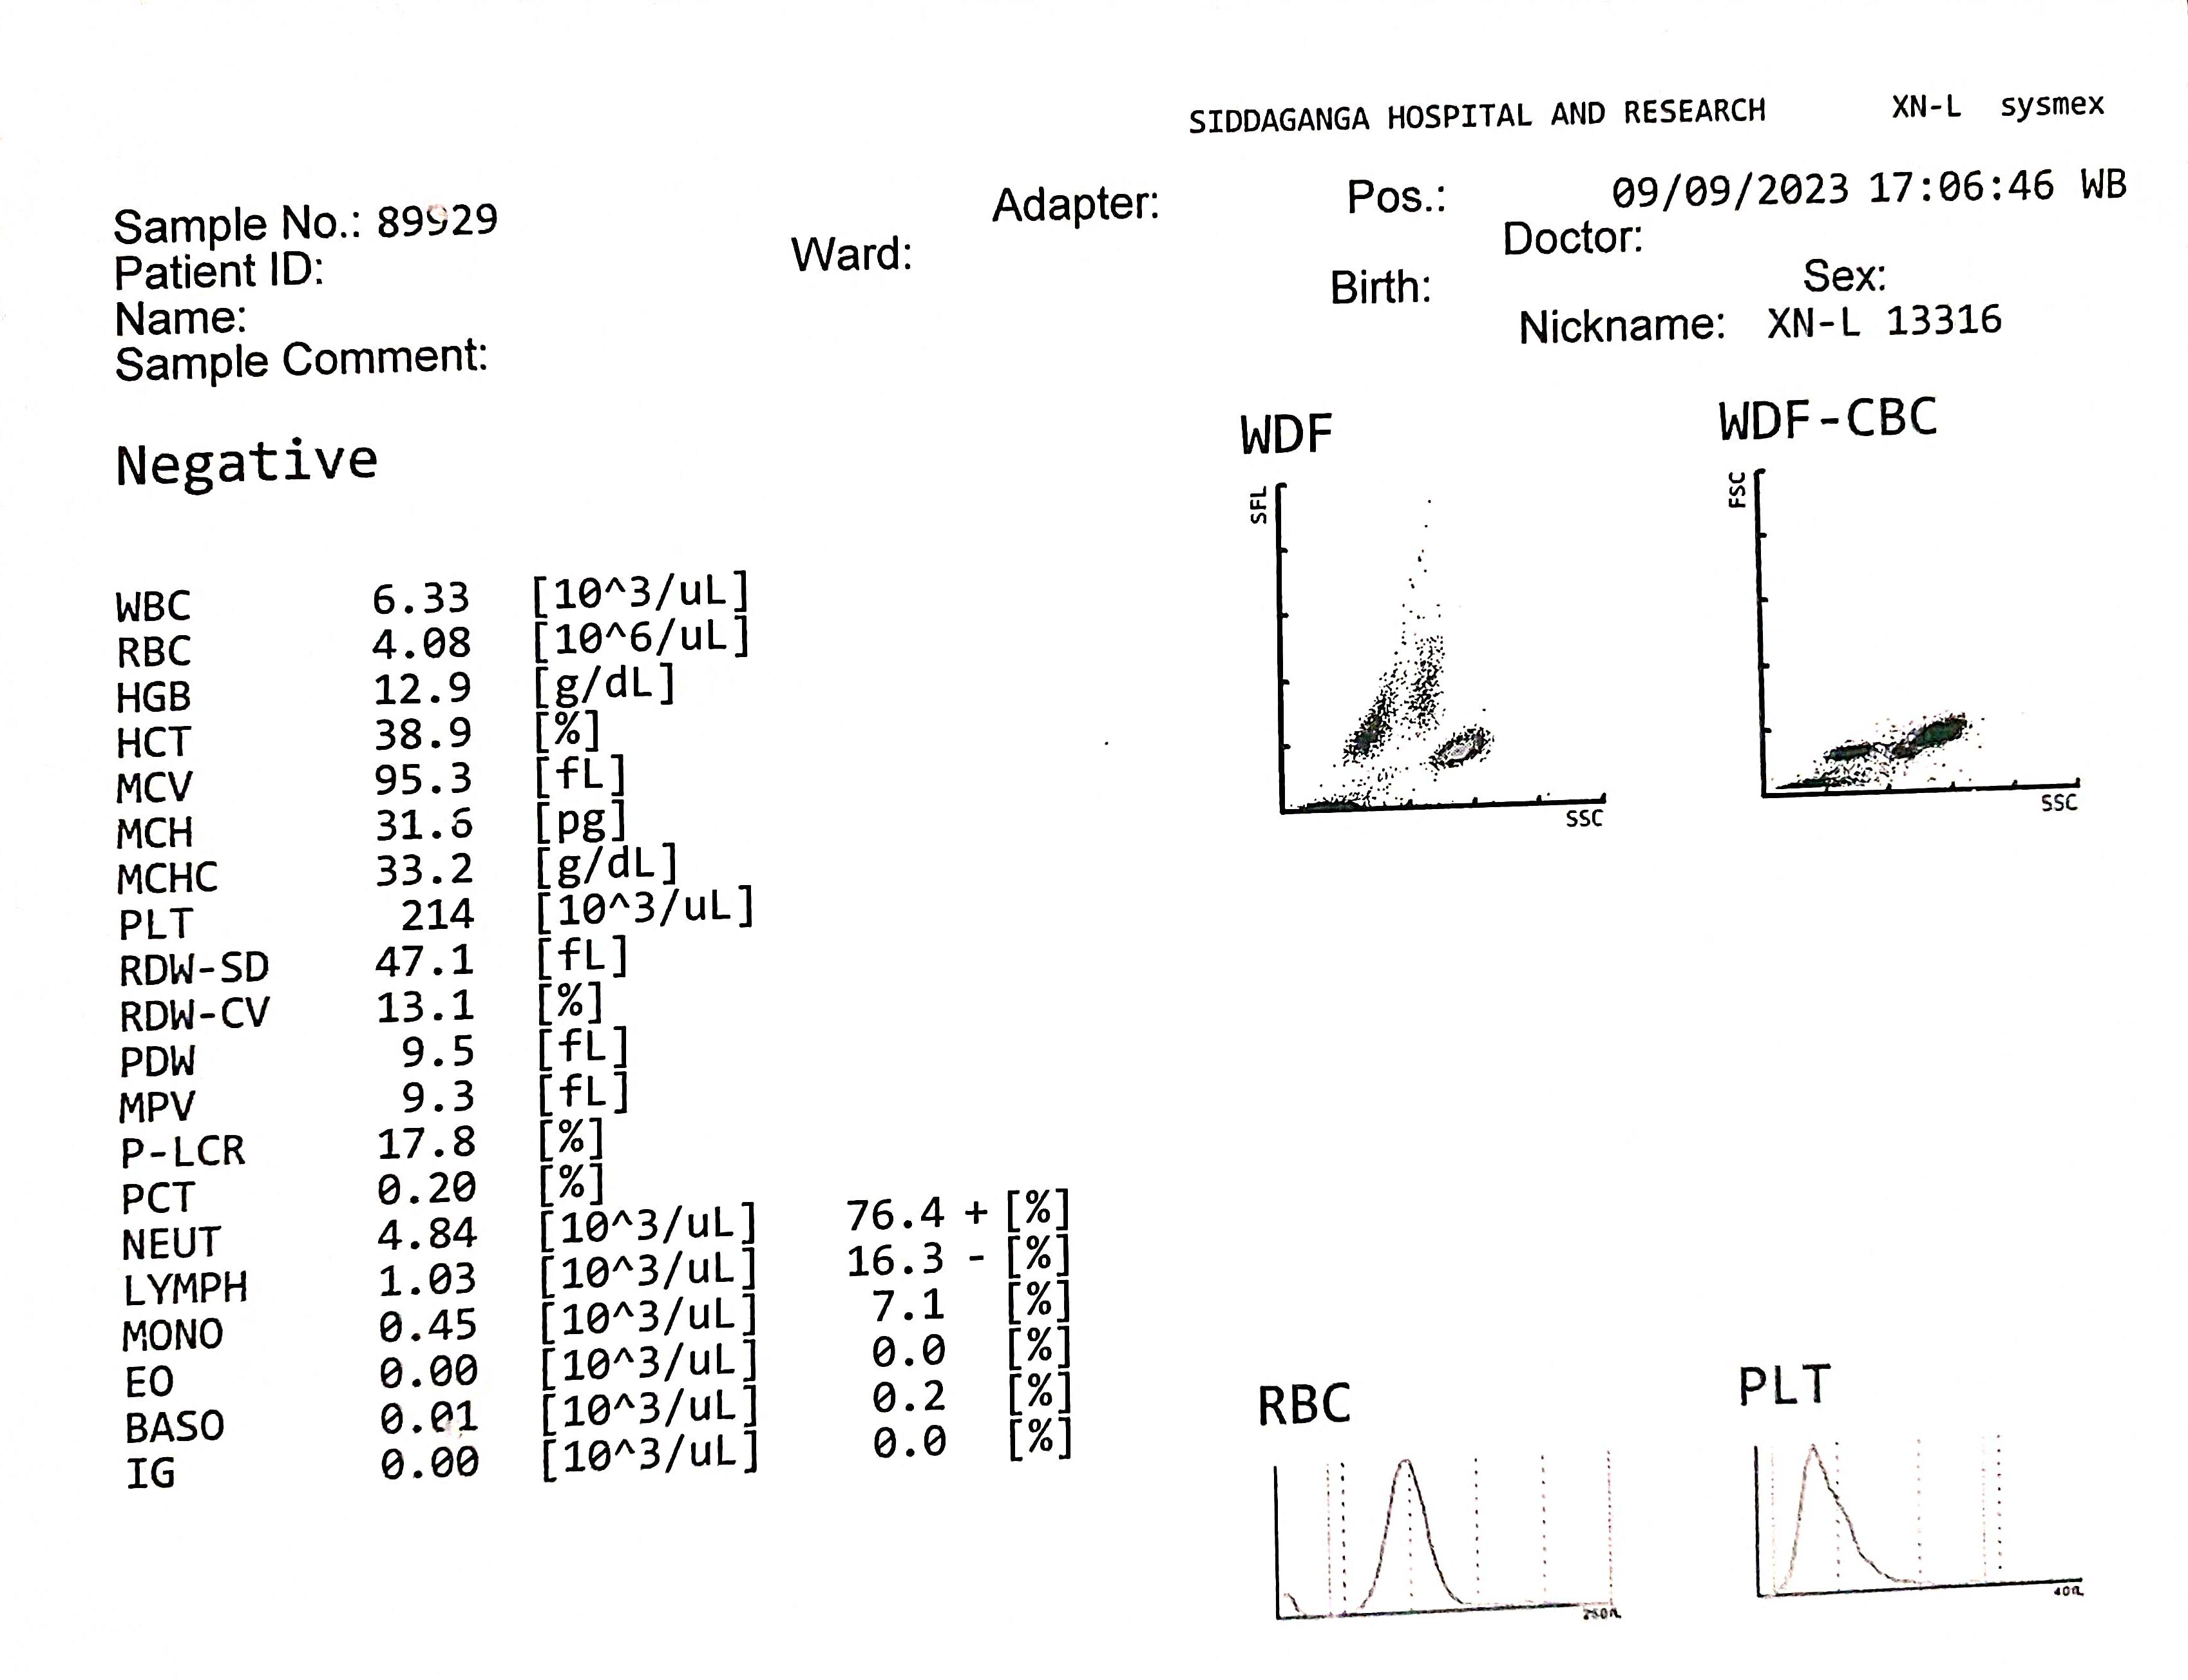 SIDDAGANGA HOSPITAL AND RESEARCH XN-L sysmex
Sample No.: 89929 Adapter: Pos.: 09/09/2023 17:06:46 WB
Patient ID: Ward: Doctor:
Name: Birth: Sex:
Sample Comment: Nickname: XN-L 13316
Negative
WDF WDF-CBC
SFL FSC
SSC SSC
WBC 6.33 [10^3/uL]
RBC 4.08 [10^6/uL]
HGB 12.9 [g/dL]
HCT 38.9 [%]
MCV 95.3 [fL]
MCH 31.6 [pg]
MCHC 33.2 [g/dL]
PLT 214 [10^3/uL]
RDW-SD 47.1 [fL]
RDW-CV 13.1 [%]
PDW 9.5 [fL]
MPV 9.3 [fL]
P-LCR 17.8 [%]
PCT 0.20 [%]
NEUT 4.84 [10^3/uL] 76.4 + [%]
LYMPH 1.03 [10^3/uL] 16.3 - [%]
MONO 0.45 [10^3/uL] 7.1 [%]
EO 0.00 [10^3/uL] 0.0 [%]
BASO 0.01 [10^3/uL] 0.2 [%]
IG 0.00 [10^3/uL] 0.0 [%]
RBC PLT